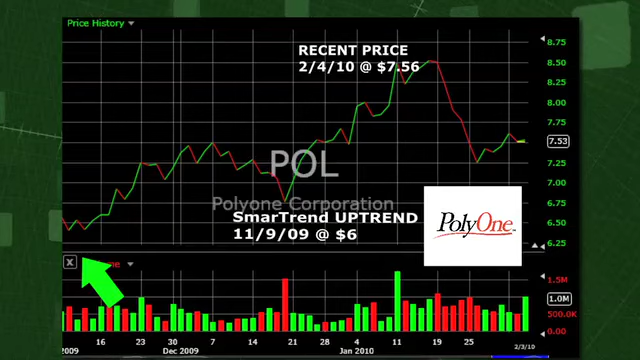 Price History
RECENT PRICE
2/4/10 @ $7.56
8.75
8.50
8.25
8.00
7.75
7.53
7.25
7.00
6.75
6.50
6.25
POL
Polyone Corporation
SmarTrend UPTREND
11/9/09 @ $6
PolyOne
X
1.5M
1.0M
500.0K
0.00
2009 16 23 Dec 2009 7 14 21 28 Jan 2010 11 19 25 2/3/10